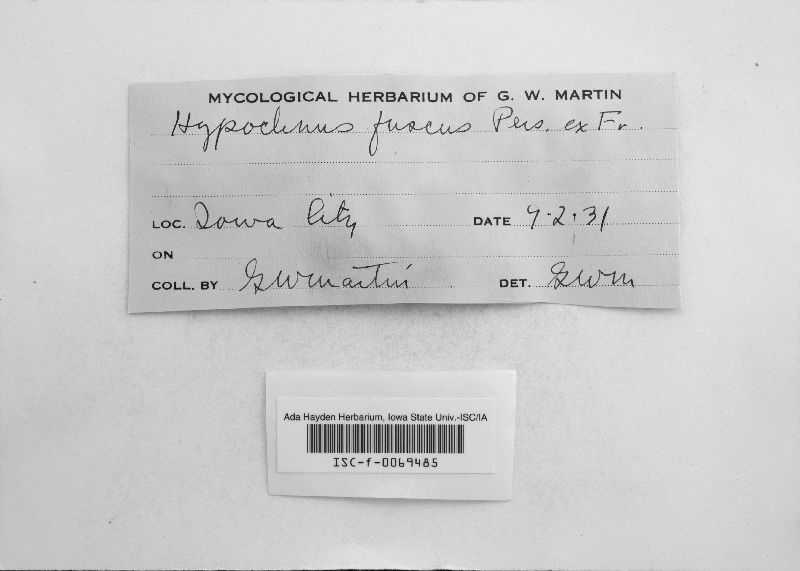 MYCOLOGICAL HERBARIUM OF G. W. MARTIN
Hypochnus fuscus Pers. ex Fr.
LOC. Iowa City DATE 9·2·31
ON
COLL. BY GWMartin DET. GWM
Ada Hayden Herbarium, Iowa State Univ.-ISC/IA
ISC-f-0069485